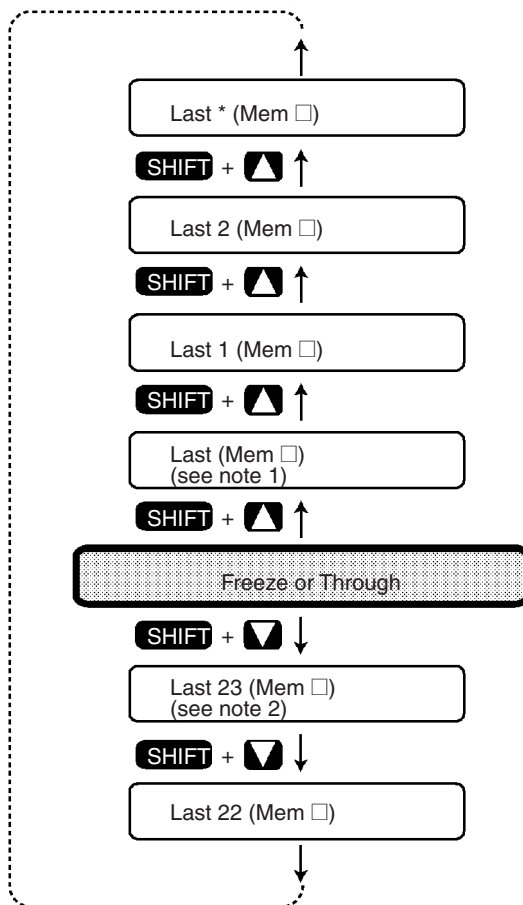 Last * (Mem □)
SHIFT + ▲ ↑
Last 2 (Mem □)
SHIFT + ▲ ↑
Last 1 (Mem □)
SHIFT + ▲ ↑
Last (Mem □)
(see note 1)
SHIFT + ▲ ↑
Freeze or Through
SHIFT + ▼ ↓
Last 23 (Mem □)
(see note 2)
SHIFT + ▼ ↓
Last 22 (Mem □)